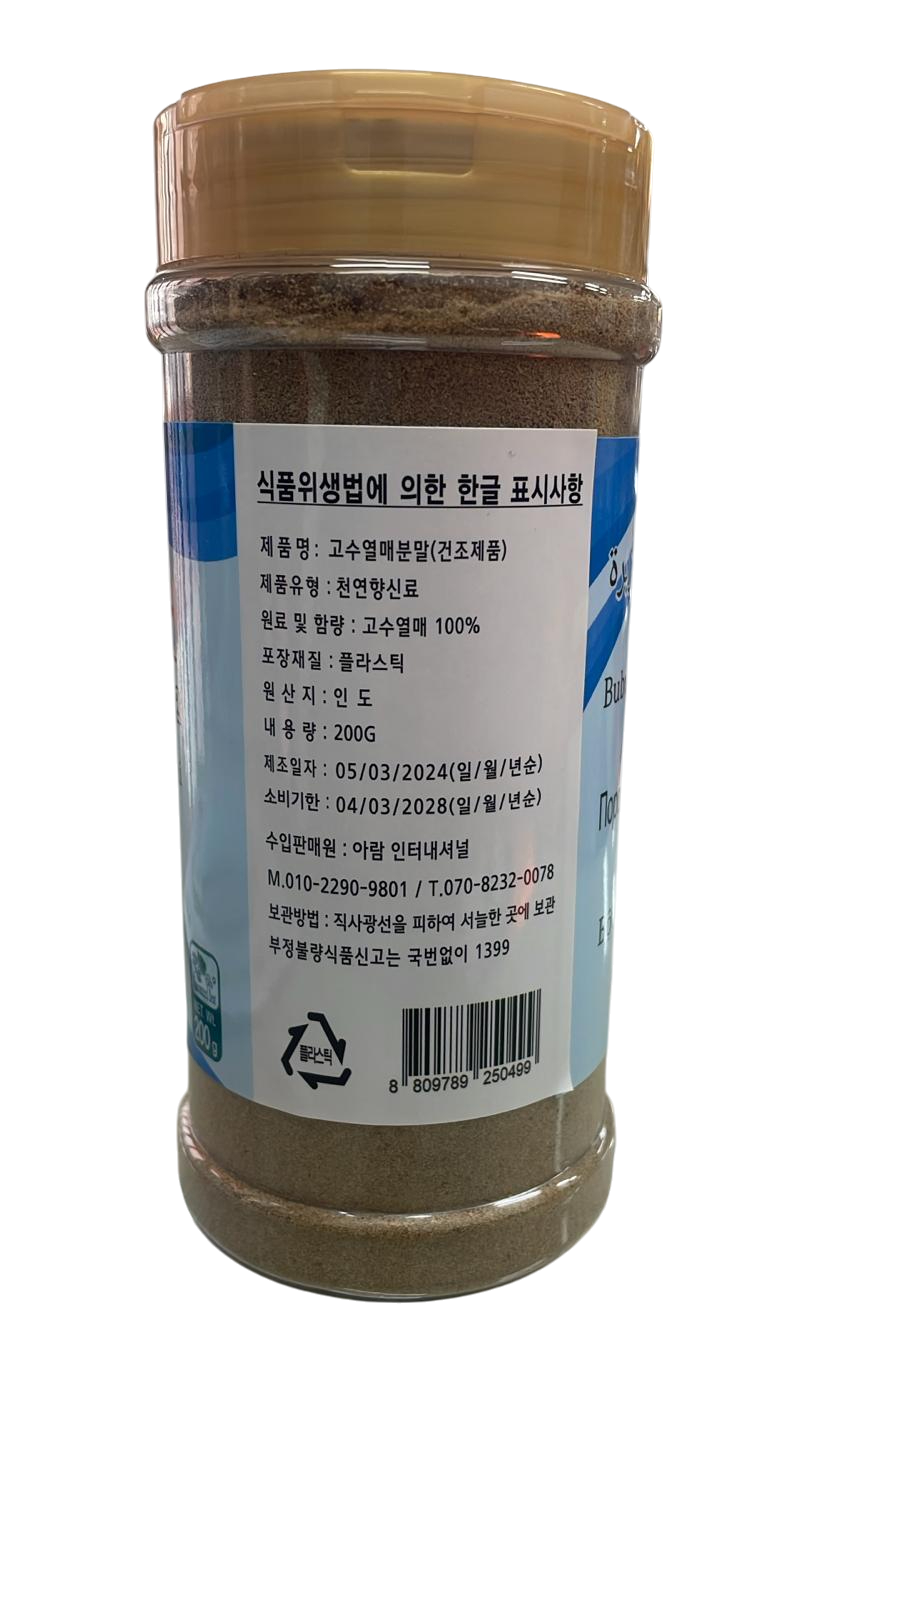 식품위생법에 의한 한글 표시사항
제품명: 고수열매분말(건조제품)
제품유형 : 천연향신료
원료 및 함량 : 고수열매 100%
포장재질 : 플라스틱
원 산 지 : 인 도
내 용 량 : 200G
제조일자 : 05/03/2024(일/월/년순)
소비기한 : 04/03/2028(일/월/년순)
수입판매원 : 아람 인터내셔널
M.010-2290-9801 / T.070-8232-0078
보관방법 : 직사광선을 피하여 서늘한 곳에 보관
부정불량식품신고는 국번없이 1399
플라스틱
8 809789 250499
NET. Wt.
200 g